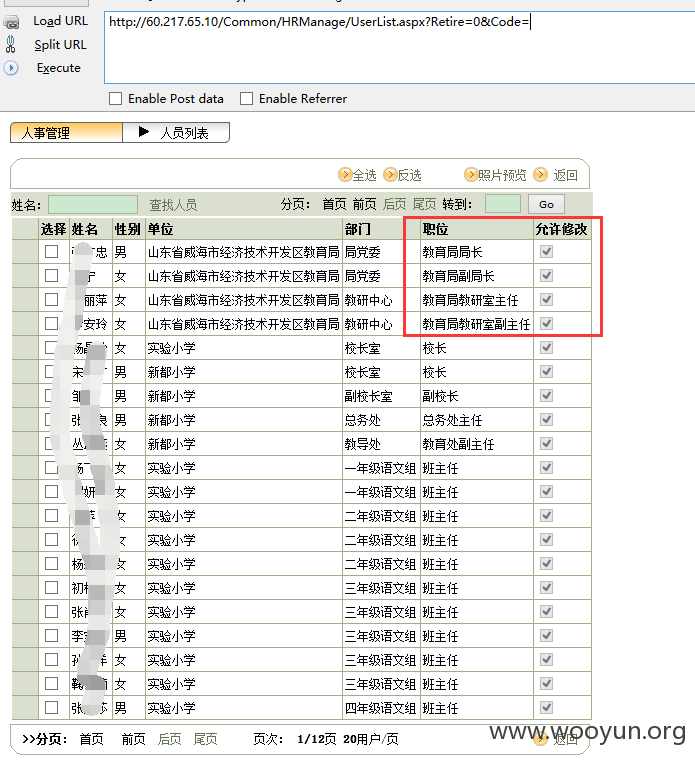 Load URL http://60.217.65.10/Common/HRManage/UserList.aspx?Retire=0&Code=
Split URL
Execute
Enable Post data Enable Referrer
人事管理 ▶ 人员列表
全选 反选 照片预览 返回
姓名: 查找人员 分页: 首页 前页 后页 尾页 转到: Go
选择 姓名 性别 单位 部门 职位 允许修改
忠 男 山东省威海市经济技术开发区教育局 局党委 教育局局长
宁 女 山东省威海市经济技术开发区教育局 局党委 教育局副局长
丽萍 女 山东省威海市经济技术开发区教育局 教研中心 教育局教研室主任
安玲 女 山东省威海市经济技术开发区教育局 教研中心 教育局教研室副主任
杨 女 实验小学 校长室 校长
宋 女 新都小学 校长室 校长
邹 男 新都小学 副校长室 副校长
张 良 男 新都小学 总务处 总务处主任
丛 女 新都小学 教导处 教育处副主任
杨 女 实验小学 一年级语文组 班主任
妍 女 实验小学 一年级语文组 班主任
女 实验小学 二年级语文组 班主任
女 实验小学 二年级语文组 班主任
杨 女 实验小学 二年级语文组 班主任
初 女 实验小学 三年级语文组 班主任
张 女 实验小学 三年级语文组 班主任
李 男 实验小学 三年级语文组 班主任
孙 女 实验小学 三年级语文组 班主任
鞠 女 实验小学 三年级语文组 班主任
张 莎 男 实验小学 四年级语文组 班主任
>>分页: 首页 前页 后页 尾页 页次: 1/12页 20用户/页 返回
www.wooyun.org